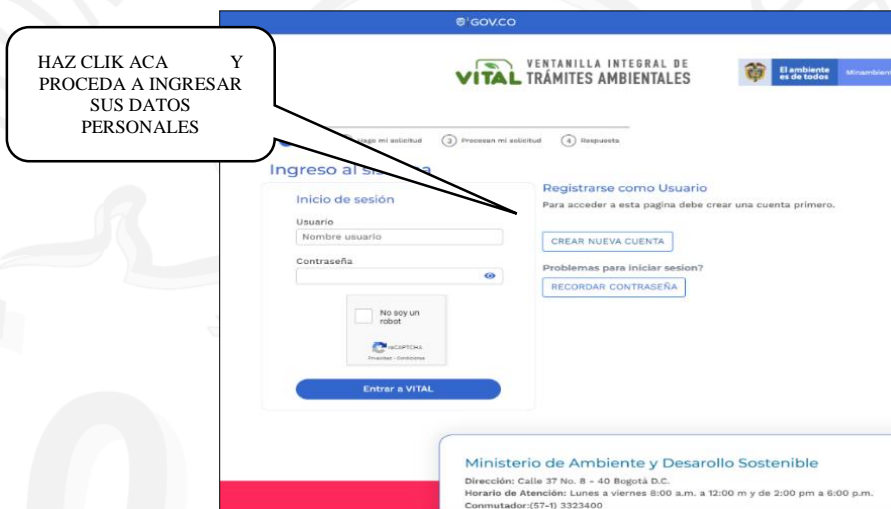 GOV.CO
HAZ CLIK ACA Y
PROCEDA A INGRESAR
SUS DATOS
PERSONALES
VITAL
VENTANILLA INTEGRAL DE
TRÁMITES AMBIENTALES
El ambiente
es de todos
Minambiente
Hago mi solicitud
3 Procesan mi solicitud
4 Respuesta
Ingreso al
Inicio de sesión
Usuario
Nombre usuario
Contraseña
No soy un
robot
reCAPTCHA
Privacidad - Condiciones
Entrar a VITAL
Registrarse como Usuario
Para acceder a esta pagina debe crear una cuenta primero.
CREAR NUEVA CUENTA
Problemas para iniciar sesion?
RECORDAR CONTRASEÑA
Ministerio de Ambiente y Desarollo Sostenible
Dirección: Calle 37 No. 8 - 40 Bogotá D.C.
Horario de Atención: Lunes a viernes 8:00 a.m. a 12:00 m y de 2:00 pm a 6:00 p.m.
Conmutador:(57-1) 3323400